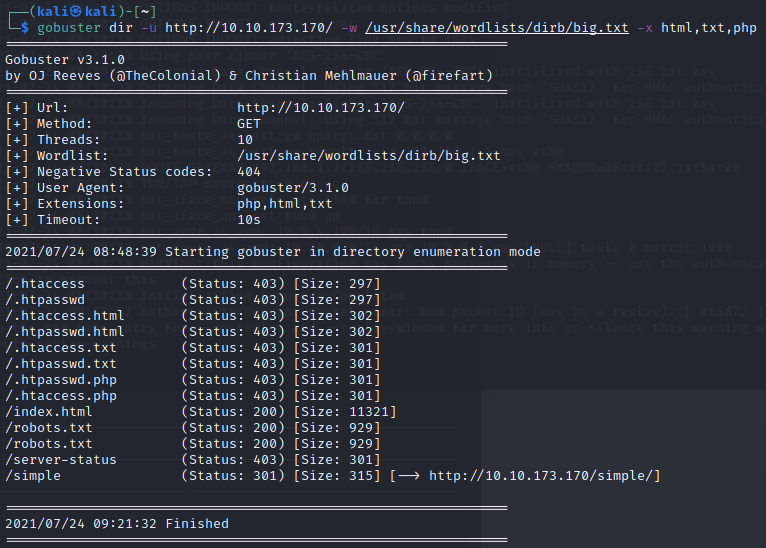 ┌──(kali㉿kali)-[~]
└─$ gobuster dir -u http://10.10.173.170/ -w /usr/share/wordlists/dirb/big.txt -x html,txt,php
===============================================================
Gobuster v3.1.0
by OJ Reeves (@TheColonial) & Christian Mehlmauer (@firefart)
===============================================================
[+] Url:                     http://10.10.173.170/
[+] Method:                  GET
[+] Threads:                 10
[+] Wordlist:                /usr/share/wordlists/dirb/big.txt
[+] Negative Status codes:   404
[+] User Agent:              gobuster/3.1.0
[+] Extensions:              php,html,txt
[+] Timeout:                 10s
===============================================================
2021/07/24 08:48:39 Starting gobuster in directory enumeration mode
===============================================================
/.htaccess            (Status: 403) [Size: 297]
/.htpasswd            (Status: 403) [Size: 297]
/.htaccess.html       (Status: 403) [Size: 302]
/.htpasswd.html       (Status: 403) [Size: 302]
/.htaccess.txt        (Status: 403) [Size: 301]
/.htpasswd.txt        (Status: 403) [Size: 301]
/.htpasswd.php        (Status: 403) [Size: 301]
/.htaccess.php        (Status: 403) [Size: 301]
/index.html           (Status: 200) [Size: 11321]
/robots.txt           (Status: 200) [Size: 929]
/robots.txt           (Status: 200) [Size: 929]
/server-status        (Status: 403) [Size: 301]
/simple               (Status: 301) [Size: 315] [--> http://10.10.173.170/simple/]
===============================================================
2021/07/24 09:21:32 Finished
===============================================================